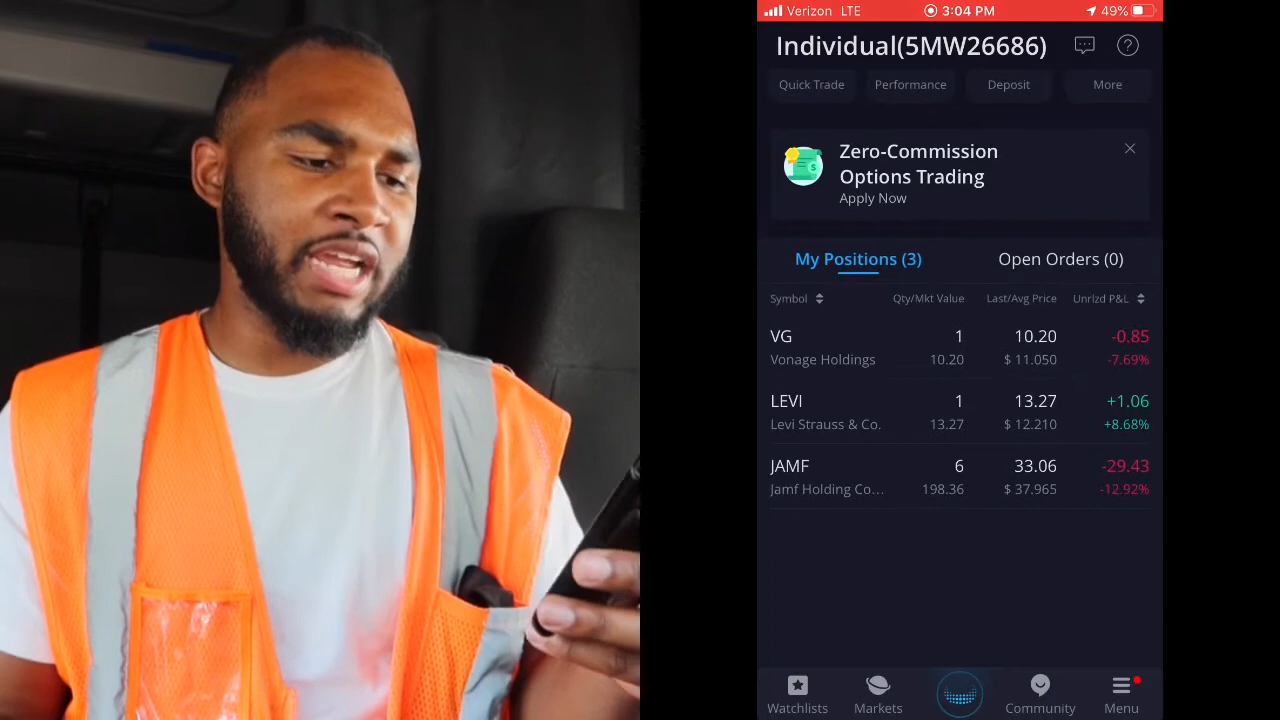 Verizon LTE 3:04 PM 49%
Individual(5MW26686)
Quick Trade Performance Deposit More
Zero-Commission
Options Trading
Apply Now
My Positions (3) Open Orders (0)
Symbol Qty/Mkt Value Last/Avg Price Unrlzd P&L
VG 1 10.20 -0.85
Vonage Holdings 10.20 $ 11.050 -7.69%
LEVI 1 13.27 +1.06
Levi Strauss & Co. 13.27 $ 12.210 +8.68%
JAMF 6 33.06 -29.43
Jamf Holding Co... 198.36 $ 37.965 -12.92%
Watchlists Markets Community Menu